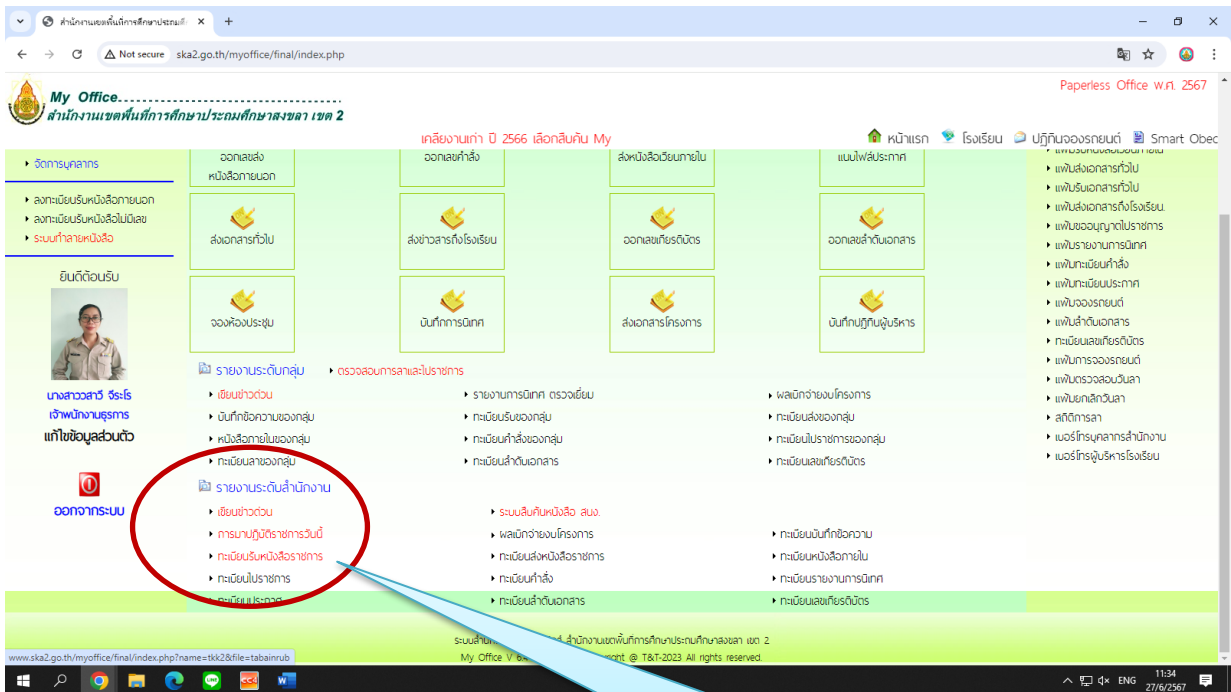 สำนักงานเขตพื้นที่การศึกษาประถมศึ
Not secure ska2.go.th/myoffice/final/index.php
Paperless Office พ.ศ. 2567
My Office
สำนักงานเขตพื้นที่การศึกษาประถมศึกษาสงขลา เขต 2
เคลียงานเก่า ปี 2566 เลือกสืบค้น My
หน้าแรก โรงเรียน ปฏิทินจองรถยนต์ Smart Obec
จัดการบุคลากร
ลงทะเบียนรับหนังสือภายนอก
ลงทะเบียนรับหนังสือไม่มีเลข
ระบบทำลายหนังสือ
ยินดีต้อนรับ
นางสาววสาวี จีระโร
เจ้าพนักงานธุรการ
แก้ไขข้อมูลส่วนตัว
ออกจากระบบ
ออกเลขส่ง
หนังสือภายนอก
ออกเลขคำสั่ง
ส่งหนังสือเวียนภายใน
แนบไฟล์ประกาศ
ส่งเอกสารทั่วไป
ส่งข่าวสารถึงโรงเรียน
ออกเลขเกียรติบัตร
ออกเลขลำดับเอกสาร
จองห้องประชุม
บันทึกการนิเทศ
ส่งเอกสารโครงการ
บันทึกปฏิทินผู้บริหาร
รายงานระดับกลุ่ม ตรวจสอบการลาและไปราชการ
เขียนข่าวด่วน รายงานการนิเทศ ตรวจเยี่ยม ผลเบิกจ่ายงบโครงการ
บันทึกข้อความของกลุ่ม ทะเบียนรับของกลุ่ม ทะเบียนส่งของกลุ่ม
หนังสือภายในของกลุ่ม ทะเบียนคำสั่งของกลุ่ม ทะเบียนไปราชการของกลุ่ม
ทะเบียนลาของกลุ่ม ทะเบียนลำดับเอกสาร ทะเบียนเลขเกียรติบัตร
รายงานระดับสำนักงาน
เขียนข่าวด่วน ระบบสืบค้นหนังสือ สนง.
การมาปฏิบัติราชการวันนี้ ผลเบิกจ่ายงบโครงการ ทะเบียนบันทึกข้อความ
ทะเบียนรับหนังสือราชการ ทะเบียนส่งหนังสือราชการ ทะเบียนหนังสือภายใน
ทะเบียนไปราชการ ทะเบียนคำสั่ง ทะเบียนรายงานการนิเทศ
ทะเบียนประกาศ ทะเบียนลำดับเอกสาร ทะเบียนเลขเกียรติบัตร
แฟ้มรับหนังสือเวียนภายใน
แฟ้มส่งเอกสารทั่วไป
แฟ้มรับเอกสารทั่วไป
แฟ้มส่งเอกสารถึงโรงเรียน.
แฟ้มขออนุญาตไปราชการ
แฟ้มรายงานการนิเทศ
แฟ้มทะเบียนคำสั่ง
แฟ้มทะเบียนประกาศ
แฟ้มจองรถยนต์
แฟ้มลำดับเอกสาร
ทะเบียนเลขเกียรติบัตร
แฟ้มการจองรถยนต์
แฟ้มตรวจสอบวันลา
แฟ้มยกเลิกวันลา
สถิติการลา
เบอร์โทรบุคลากรสำนักงาน
เบอร์โทรผู้บริหารโรงเรียน
สำนักงานเขตพื้นที่การศึกษาประถมศึกษาสงขลา เขต 2
My Office V @ T&T-2023 All rights reserved.
www.ska2.go.th/myoffice/final/index.php?name=tkk2&file=tabainrub
ENG
11:34
27/6/2567